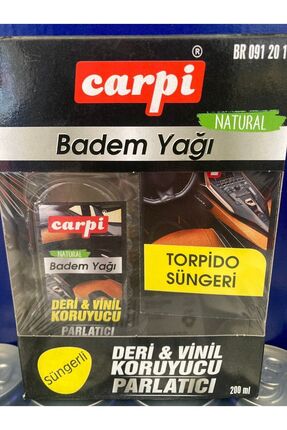 BR 091 20 1
carpi
®
NATURAL
Badem Yağı
carpi
NATURAL
Badem Yağı
DERİ & VİNİL
KORUYUCU
PARLATICI
TORPİDO
SÜNGERİ
Süngerli
DERİ & VİNİL
KORUYUCU
PARLATICI
200 ml